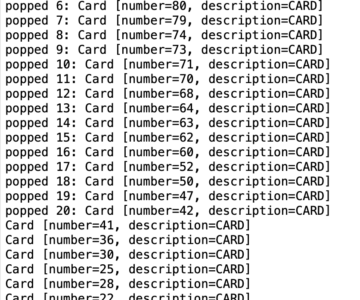 popped 6: Card [number=80, description=CARD]
popped 7: Card [number=79, description=CARD]
popped 8: Card [number=74, description=CARD]
popped 9: Card [number=73, description=CARD]
popped 10: Card [number=71, description=CARD]
popped 11: Card [number=70, description=CARD]
popped 12: Card [number=68, description=CARD]
popped 13: Card [number=64, description=CARD]
popped 14: Card [number=63, description=CARD]
popped 15: Card [number=62, description=CARD]
popped 16: Card [number=60, description=CARD]
popped 17: Card [number=52, description=CARD]
popped 18: Card [number=50, description=CARD]
popped 19: Card [number=47, description=CARD]
popped 20: Card [number=42, description=CARD]
Card [number=41, description=CARD]
Card [number=36, description=CARD]
Card [number=30, description=CARD]
Card [number=25, description=CARD]
Card [number=28, description=CARD]
Card [number=22, description=CARD]